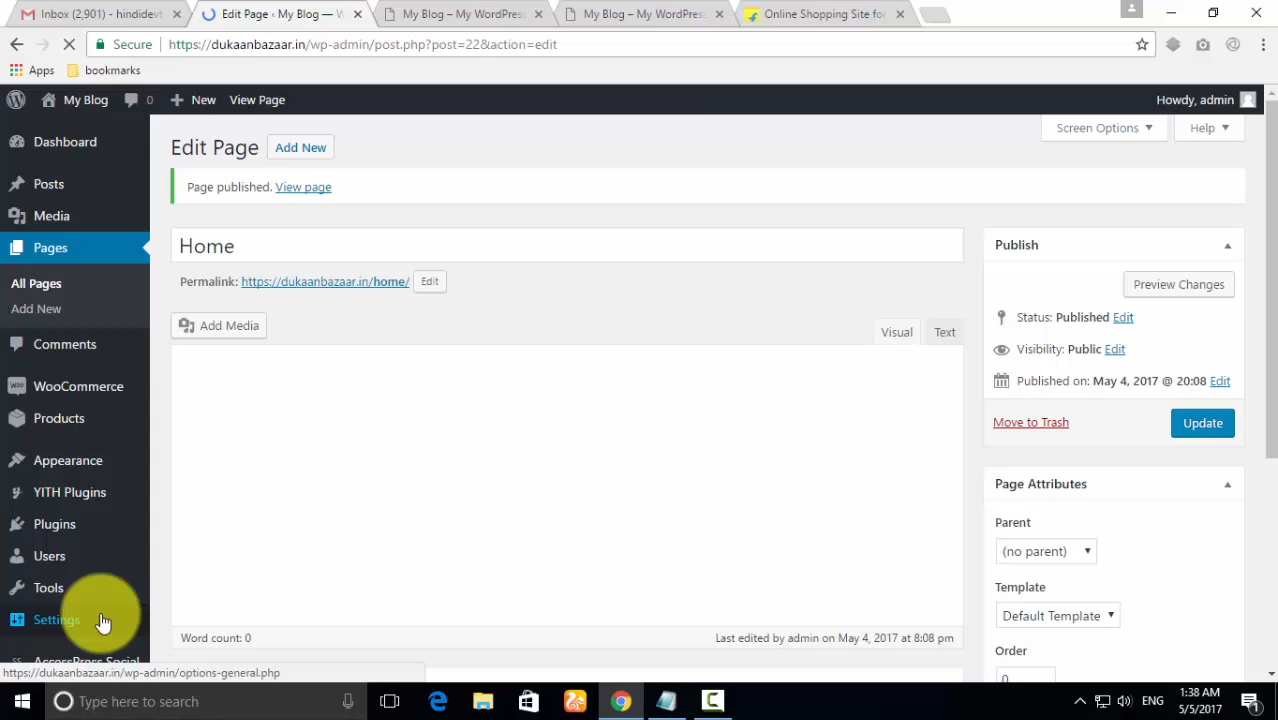 Inbox (2,901) - hindidevt
Edit Page ‹ My Blog — W
My Blog – My WordPress
My Blog – My WordPress
Online Shopping Site fo
Secure
https://dukaanbazaar.in/wp-admin/post.php?post=22&action=edit
Apps
bookmarks
My Blog
0
New
View Page
Howdy, admin
Dashboard
Posts
Media
Pages
All Pages
Add New
Comments
WooCommerce
Products
Appearance
YITH Plugins
Plugins
Users
Tools
Settings
AccessPress Social
Edit Page
Add New
Screen Options
Help
Page published. View page
Home
Permalink: https://dukaanbazaar.in/home/ Edit
Add Media
Visual
Text
Word count: 0
Last edited by admin on May 4, 2017 at 8:08 pm
Publish
Preview Changes
Status: Published Edit
Visibility: Public Edit
Published on: May 4, 2017 @ 20:08 Edit
Move to Trash
Update
Page Attributes
Parent
(no parent)
Template
Default Template
Order
0
https://dukaanbazaar.in/wp-admin/options-general.php
Type here to search
ENG
1:38 AM
5/5/2017
1